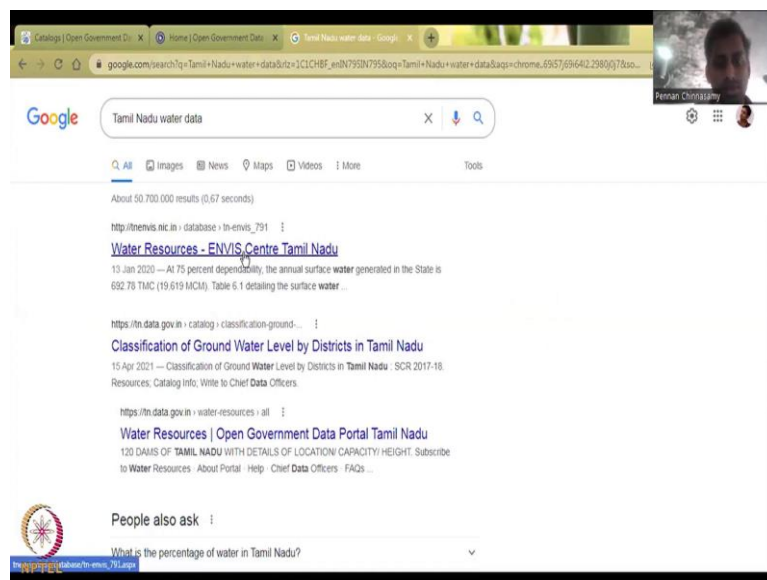 Catalogs | Open Government Da
Home | Open Government Data
Tamil Nadu water data - Google
google.com/search?q=Tamil+Nadu+water+data&rlz=1C1CHBF_enIN795IN795&oq=Tamil+Nadu+water+data&aqs=chrome..69i57j69i64l2.2980j0j7&so...
Pennan Chinnasamy
Google
Tamil Nadu water data
All Images News Maps Videos More Tools
About 50.700.000 results (0,67 seconds)
http://tnenvis.nic.in › database › tn-envis_791
Water Resources - ENVIS Centre Tamil Nadu
13 Jan 2020 — At 75 percent dependability, the annual surface water generated in the State is
692.78 TMC (19,619 MCM). Table 6.1 detailing the surface water ...
https://tn.data.gov.in › catalog › classification-ground-...
Classification of Ground Water Level by Districts in Tamil Nadu
15 Apr 2021 — Classification of Ground Water Level by Districts in Tamil Nadu : SCR 2017-18.
Resources; Catalog Info; Write to Chief Data Officers.
https://tn.data.gov.in › water-resources › all
Water Resources | Open Government Data Portal Tamil Nadu
120 DAMS OF TAMIL NADU WITH DETAILS OF LOCATION/ CAPACITY/ HEIGHT. Subscribe
to Water Resources · About Portal · Help · Chief Data Officers · FAQs ...
People also ask
What is the percentage of water in Tamil Nadu?
NPTEL